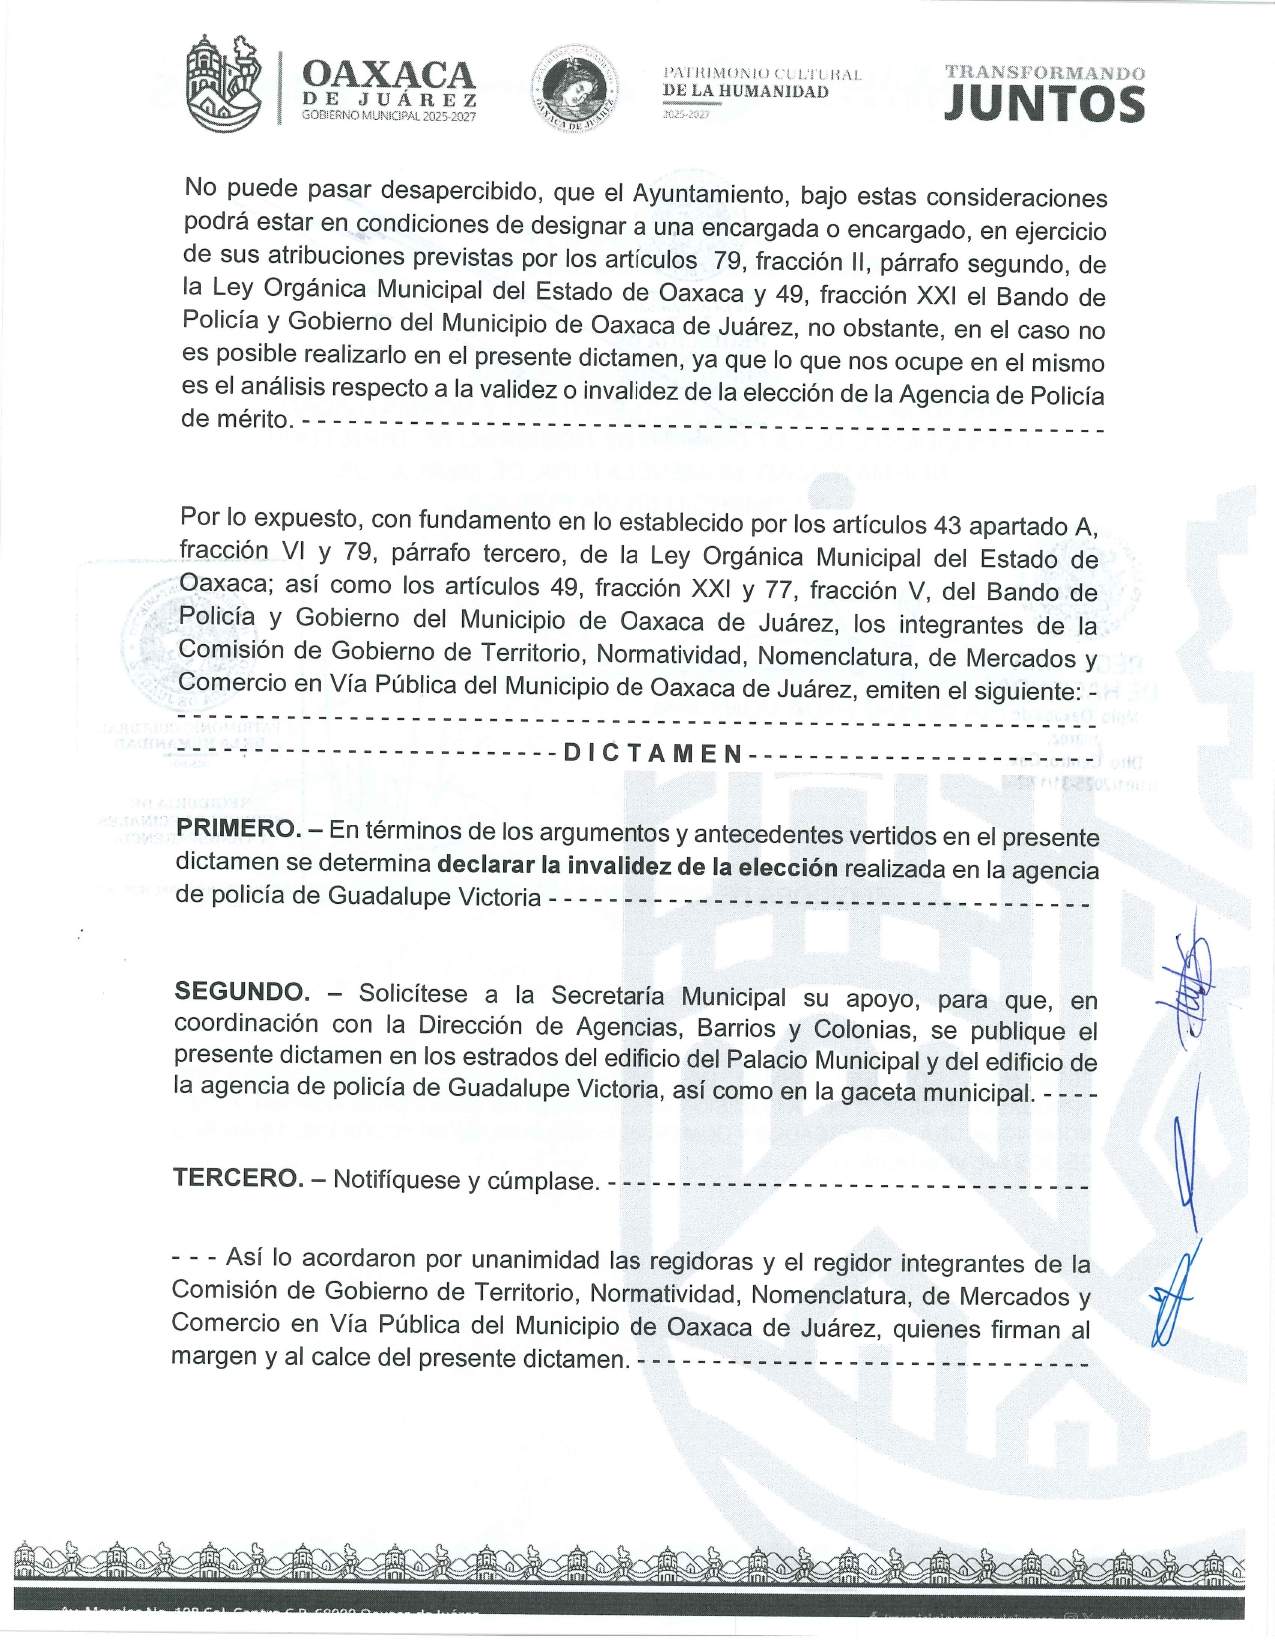 OAXACA
DE JUÁREZ
GOBIERNO MUNICIPAL 2025-2027
OAXACA DE JUÁREZ
PATRIMONIO CULTURAL
DE LA HUMANIDAD
2025-2027
TRANSFORMANDO
JUNTOS
No puede pasar desapercibido, que el Ayuntamiento, bajo estas consideraciones
podrá estar en condiciones de designar a una encargada o encargado, en ejercicio
de sus atribuciones previstas por los artículos 79, fracción II, párrafo segundo, de
la Ley Orgánica Municipal del Estado de Oaxaca y 49, fracción XXI el Bando de
Policía y Gobierno del Municipio de Oaxaca de Juárez, no obstante, en el caso no
es posible realizarlo en el presente dictamen, ya que lo que nos ocupe en el mismo
es el análisis respecto a la validez o invalidez de la elección de la Agencia de Policía
de mérito. - - - - - - - - - - - - - - - - - - - - - - - - - - - - - - - - - - - - - - - - - - - - - - - - - - - - -
Por lo expuesto, con fundamento en lo establecido por los artículos 43 apartado A,
fracción VI y 79, párrafo tercero, de la Ley Orgánica Municipal del Estado de
Oaxaca; así como los artículos 49, fracción XXI y 77, fracción V, del Bando de
Policía y Gobierno del Municipio de Oaxaca de Juárez, los integrantes de la
Comisión de Gobierno de Territorio, Normatividad, Nomenclatura, de Mercados y
Comercio en Vía Pública del Municipio de Oaxaca de Juárez, emiten el siguiente: -
- - - - - - - - - - - - - - - - - - - - - - - - - - - - - - - - - - - - - - - - - - - - - - - - - - - - - - - - - - - - -
- - - - - - - - - - - - - - - - - - - - - - - - - - D I C T A M E N - - - - - - - - - - - - - - - - - - - - - - -
PRIMERO. – En términos de los argumentos y antecedentes vertidos en el presente
dictamen se determina declarar la invalidez de la elección realizada en la agencia
de policía de Guadalupe Victoria - - - - - - - - - - - - - - - - - - - - - - - - - - - - - - - - - - - -
SEGUNDO. – Solicítese a la Secretaría Municipal su apoyo, para que, en
coordinación con la Dirección de Agencias, Barrios y Colonias, se publique el
presente dictamen en los estrados del edificio del Palacio Municipal y del edificio de
la agencia de policía de Guadalupe Victoria, así como en la gaceta municipal. - - - -
TERCERO. – Notifíquese y cúmplase. - - - - - - - - - - - - - - - - - - - - - - - - - - - - - - - -
- - - Así lo acordaron por unanimidad las regidoras y el regidor integrantes de la
Comisión de Gobierno de Territorio, Normatividad, Nomenclatura, de Mercados y
Comercio en Vía Pública del Municipio de Oaxaca de Juárez, quienes firman al
margen y al calce del presente dictamen. - - - - - - - - - - - - - - - - - - - - - - - - - - - - - -